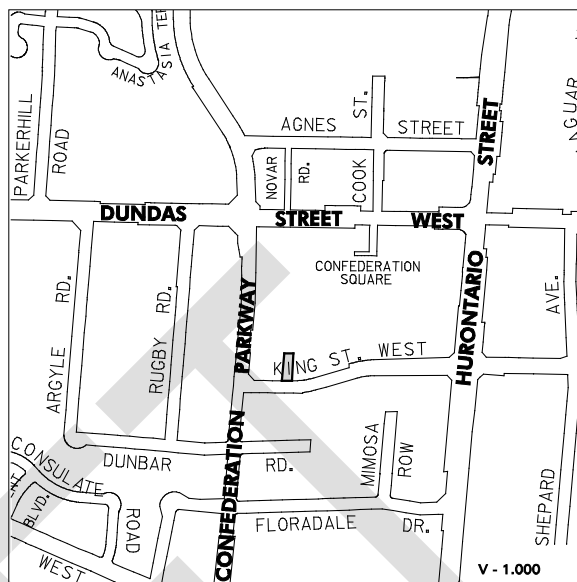 ANASTASIA TER
PARKERHILL
ROAD
AGNES STREET
ST.
COOK
STREET
NOVAR
RD.
DUNDAS STREET WEST
CONFEDERATION
SQUARE
ARGYLE RD.
RUGBY RD.
CONFEDERATION PARKWAY
HURONTARIO
AVE.
KING ST. WEST
DUNBAR RD.
MIMOSA
ROW
CONSULATE
ROAD
BLVD.
WEST
FLORADALE DR.
SHEPARD
V - 1.000